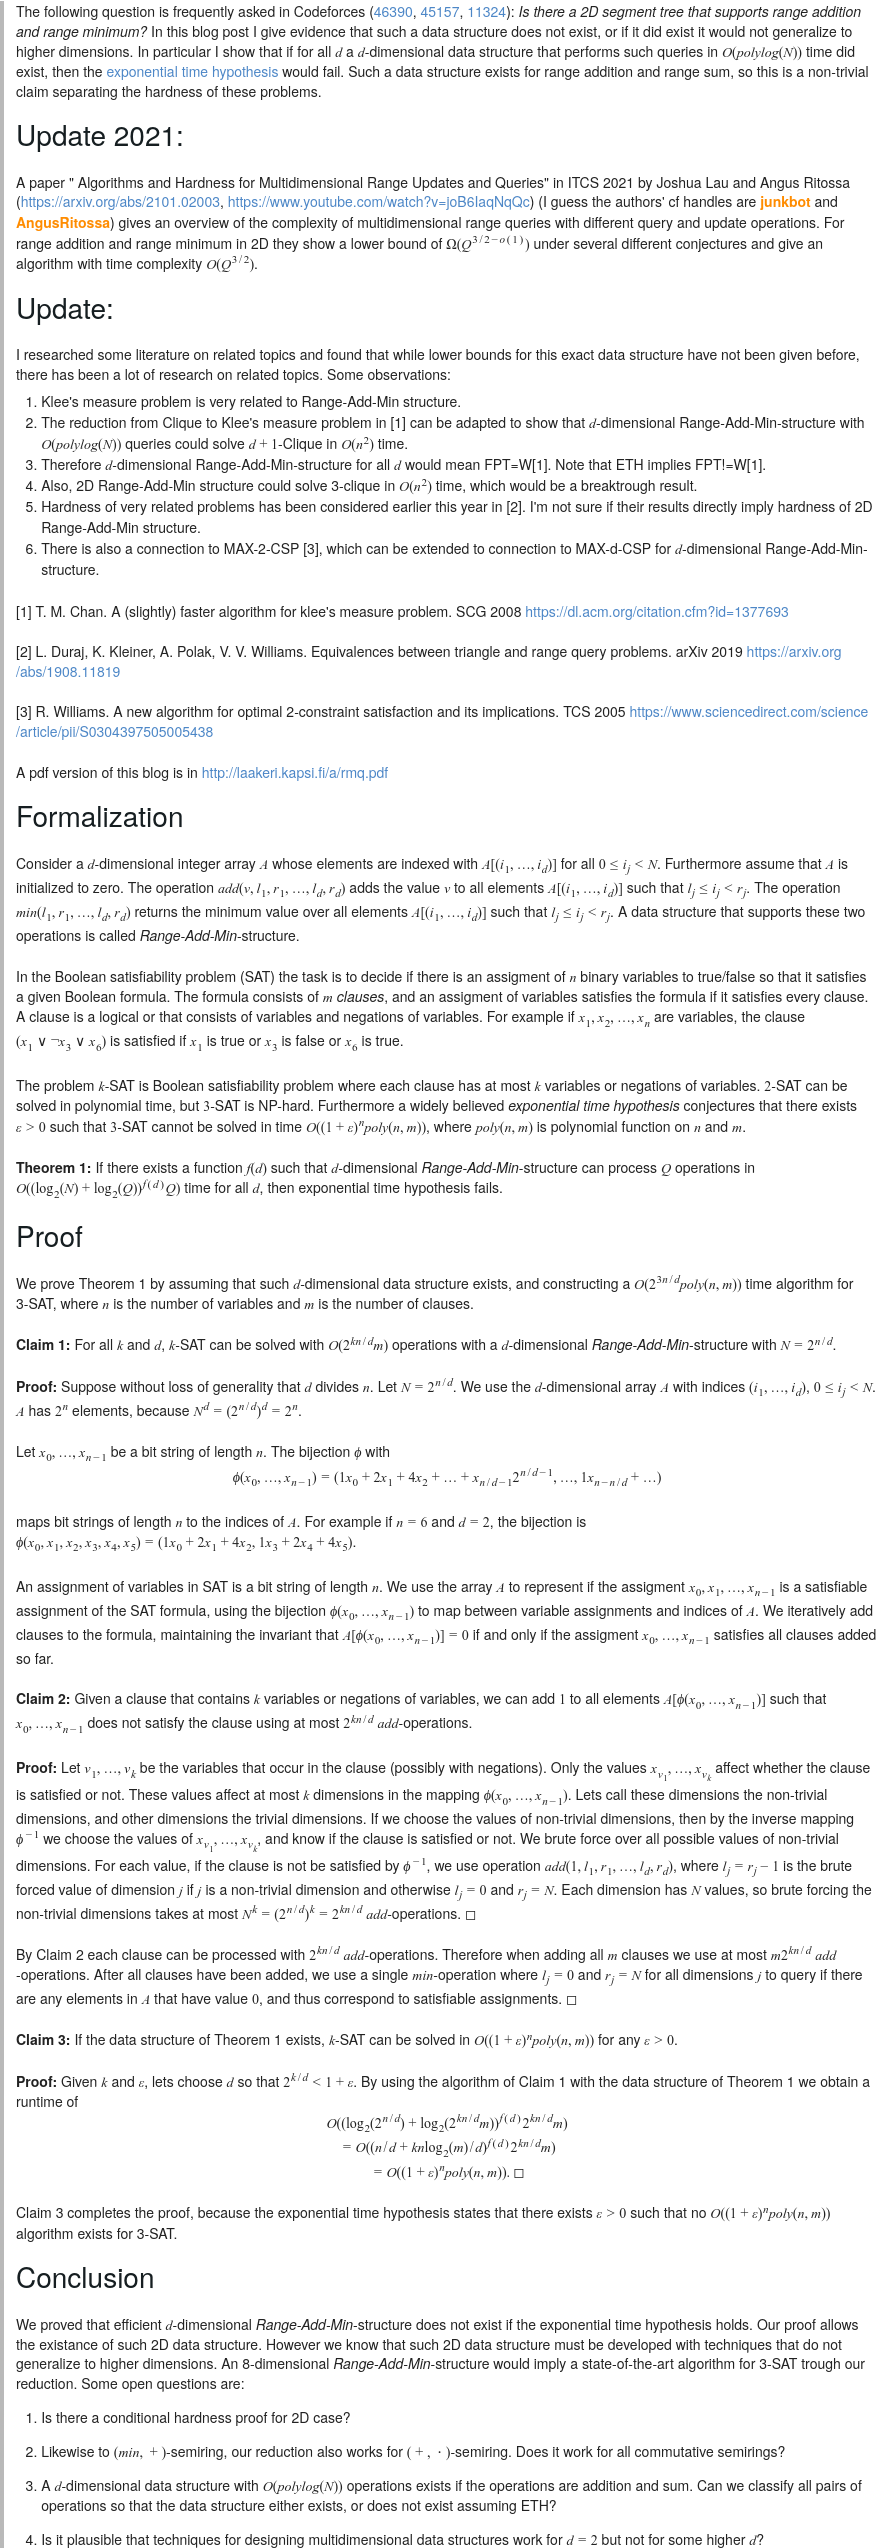 The following question is frequently asked in Codeforces (46390, 45157, 11324): Is there a 2D segment tree that supports range addition
and range minimum? In this blog post I give evidence that such a data structure does not exist, or if it did exist it would not generalize to
higher dimensions. In particular I show that if for all d a d-dimensional data structure that performs such queries in O(polylog(N)) time did
exist, then the exponential time hypothesis would fail. Such a data structure exists for range addition and range sum, so this is a non-trivial
claim separating the hardness of these problems.
Update 2021:
A paper " Algorithms and Hardness for Multidimensional Range Updates and Queries" in ITCS 2021 by Joshua Lau and Angus Ritossa
(https://arxiv.org/abs/2101.02003, https://www.youtube.com/watch?v=joB6IaqNqQc) (I guess the authors' cf handles are junkbot and
AngusRitossa) gives an overview of the complexity of multidimensional range queries with different query and update operations. For
range addition and range minimum in 2D they show a lower bound of Ω(Q^{3/2−o(1)}) under several different conjectures and give an
algorithm with time complexity O(Q^{3/2}).
Update:
I researched some literature on related topics and found that while lower bounds for this exact data structure have not been given before,
there has been a lot of research on related topics. Some observations:
1. Klee's measure problem is very related to Range-Add-Min structure.
2. The reduction from Clique to Klee's measure problem in [1] can be adapted to show that d-dimensional Range-Add-Min-structure with
O(polylog(N)) queries could solve d + 1-Clique in O(n²) time.
3. Therefore d-dimensional Range-Add-Min-structure for all d would mean FPT=W[1]. Note that ETH implies FPT!=W[1].
4. Also, 2D Range-Add-Min structure could solve 3-clique in O(n²) time, which would be a breaktrough result.
5. Hardness of very related problems has been considered earlier this year in [2]. I'm not sure if their results directly imply hardness of 2D
Range-Add-Min structure.
6. There is also a connection to MAX-2-CSP [3], which can be extended to connection to MAX-d-CSP for d-dimensional Range-Add-Min-
structure.
[1] T. M. Chan. A (slightly) faster algorithm for klee's measure problem. SCG 2008 https://dl.acm.org/citation.cfm?id=1377693
[2] L. Duraj, K. Kleiner, A. Polak, V. V. Williams. Equivalences between triangle and range query problems. arXiv 2019 https://arxiv.org
/abs/1908.11819
[3] R. Williams. A new algorithm for optimal 2-constraint satisfaction and its implications. TCS 2005 https://www.sciencedirect.com/science
/article/pii/S0304397505005438
A pdf version of this blog is in http://laakeri.kapsi.fi/a/rmq.pdf
Formalization
Consider a d-dimensional integer array A whose elements are indexed with A[(i_1, …, i_d)] for all 0 ≤ i_j < N. Furthermore assume that A is
initialized to zero. The operation add(v, l_1, r_1, …, l_d, r_d) adds the value v to all elements A[(i_1, …, i_d)] such that l_j ≤ i_j < r_j. The operation
min(l_1, r_1, …, l_d, r_d) returns the minimum value over all elements A[(i_1, …, i_d)] such that l_j ≤ i_j < r_j. A data structure that supports these two
operations is called Range-Add-Min-structure.
In the Boolean satisfiability problem (SAT) the task is to decide if there is an assigment of n binary variables to true/false so that it satisfies
a given Boolean formula. The formula consists of m clauses, and an assigment of variables satisfies the formula if it satisfies every clause.
A clause is a logical or that consists of variables and negations of variables. For example if x_1, x_2, …, x_n are variables, the clause
(x_1 ∨ ¬x_3 ∨ x_6) is satisfied if x_1 is true or x_3 is false or x_6 is true.
The problem k-SAT is Boolean satisfiability problem where each clause has at most k variables or negations of variables. 2-SAT can be
solved in polynomial time, but 3-SAT is NP-hard. Furthermore a widely believed exponential time hypothesis conjectures that there exists
ε > 0 such that 3-SAT cannot be solved in time O((1 + ε)^n poly(n, m)), where poly(n, m) is polynomial function on n and m.
Theorem 1: If there exists a function f(d) such that d-dimensional Range-Add-Min-structure can process Q operations in
O((log_2(N) + log_2(Q))^{f(d)} Q) time for all d, then exponential time hypothesis fails.
Proof
We prove Theorem 1 by assuming that such d-dimensional data structure exists, and constructing a O(2^{3n/d} poly(n, m)) time algorithm for
3-SAT, where n is the number of variables and m is the number of clauses.
Claim 1: For all k and d, k-SAT can be solved with O(2^{kn/d} m) operations with a d-dimensional Range-Add-Min-structure with N = 2^{n/d}.
Proof: Suppose without loss of generality that d divides n. Let N = 2^{n/d}. We use the d-dimensional array A with indices (i_1, …, i_d), 0 ≤ i_j < N.
A has 2^n elements, because N^d = (2^{n/d})^d = 2^n.
Let x_0, …, x_{n−1} be a bit string of length n. The bijection ϕ with
ϕ(x_0, …, x_{n−1}) = (1x_0 + 2x_1 + 4x_2 + … + x_{n/d−1}2^{n/d−1}, …, 1x_{n−n/d} + …)
maps bit strings of length n to the indices of A. For example if n = 6 and d = 2, the bijection is
ϕ(x_0, x_1, x_2, x_3, x_4, x_5) = (1x_0 + 2x_1 + 4x_2, 1x_3 + 2x_4 + 4x_5).
An assignment of variables in SAT is a bit string of length n. We use the array A to represent if the assigment x_0, x_1, …, x_{n−1} is a satisfiable
assignment of the SAT formula, using the bijection ϕ(x_0, …, x_{n−1}) to map between variable assignments and indices of A. We iteratively add
clauses to the formula, maintaining the invariant that A[ϕ(x_0, …, x_{n−1})] = 0 if and only if the assigment x_0, …, x_{n−1} satisfies all clauses added
so far.
Claim 2: Given a clause that contains k variables or negations of variables, we can add 1 to all elements A[ϕ(x_0, …, x_{n−1})] such that
x_0, …, x_{n−1} does not satisfy the clause using at most 2^{kn/d} add-operations.
Proof: Let v_1, …, v_k be the variables that occur in the clause (possibly with negations). Only the values x_{v_1}, …, x_{v_k} affect whether the clause
is satisfied or not. These values affect at most k dimensions in the mapping ϕ(x_0, …, x_{n−1}). Lets call these dimensions the non-trivial
dimensions, and other dimensions the trivial dimensions. If we choose the values of non-trivial dimensions, then by the inverse mapping
ϕ^{−1} we choose the values of x_{v_1}, …, x_{v_k}, and know if the clause is satisfied or not. We brute force over all possible values of non-trivial
dimensions. For each value, if the clause is not be satisfied by ϕ^{−1}, we use operation add(1, l_1, r_1, …, l_d, r_d), where l_j = r_j − 1 is the brute
forced value of dimension j if j is a non-trivial dimension and otherwise l_j = 0 and r_j = N. Each dimension has N values, so brute forcing the
non-trivial dimensions takes at most N^k = (2^{n/d})^k = 2^{kn/d} add-operations. □
By Claim 2 each clause can be processed with 2^{kn/d} add-operations. Therefore when adding all m clauses we use at most m2^{kn/d} add
-operations. After all clauses have been added, we use a single min-operation where l_j = 0 and r_j = N for all dimensions j to query if there
are any elements in A that have value 0, and thus correspond to satisfiable assignments. □
Claim 3: If the data structure of Theorem 1 exists, k-SAT can be solved in O((1 + ε)^n poly(n, m)) for any ε > 0.
Proof: Given k and ε, lets choose d so that 2^{k/d} < 1 + ε. By using the algorithm of Claim 1 with the data structure of Theorem 1 we obtain a
runtime of
O((log_2(2^{n/d}) + log_2(2^{kn/d} m))^{f(d)} 2^{kn/d} m)
= O((n/d + kn log_2(m)/d)^{f(d)} 2^{kn/d} m)
= O((1 + ε)^n poly(n, m)). □
Claim 3 completes the proof, because the exponential time hypothesis states that there exists ε > 0 such that no O((1 + ε)^n poly(n, m))
algorithm exists for 3-SAT.
Conclusion
We proved that efficient d-dimensional Range-Add-Min-structure does not exist if the exponential time hypothesis holds. Our proof allows
the existance of such 2D data structure. However we know that such 2D data structure must be developed with techniques that do not
generalize to higher dimensions. An 8-dimensional Range-Add-Min-structure would imply a state-of-the-art algorithm for 3-SAT trough our
reduction. Some open questions are:
1. Is there a conditional hardness proof for 2D case?
2. Likewise to (min, +)-semiring, our reduction also works for (+, ·)-semiring. Does it work for all commutative semirings?
3. A d-dimensional data structure with O(polylog(N)) operations exists if the operations are addition and sum. Can we classify all pairs of
operations so that the data structure either exists, or does not exist assuming ETH?
4. Is it plausible that techniques for designing multidimensional data structures work for d = 2 but not for some higher d?